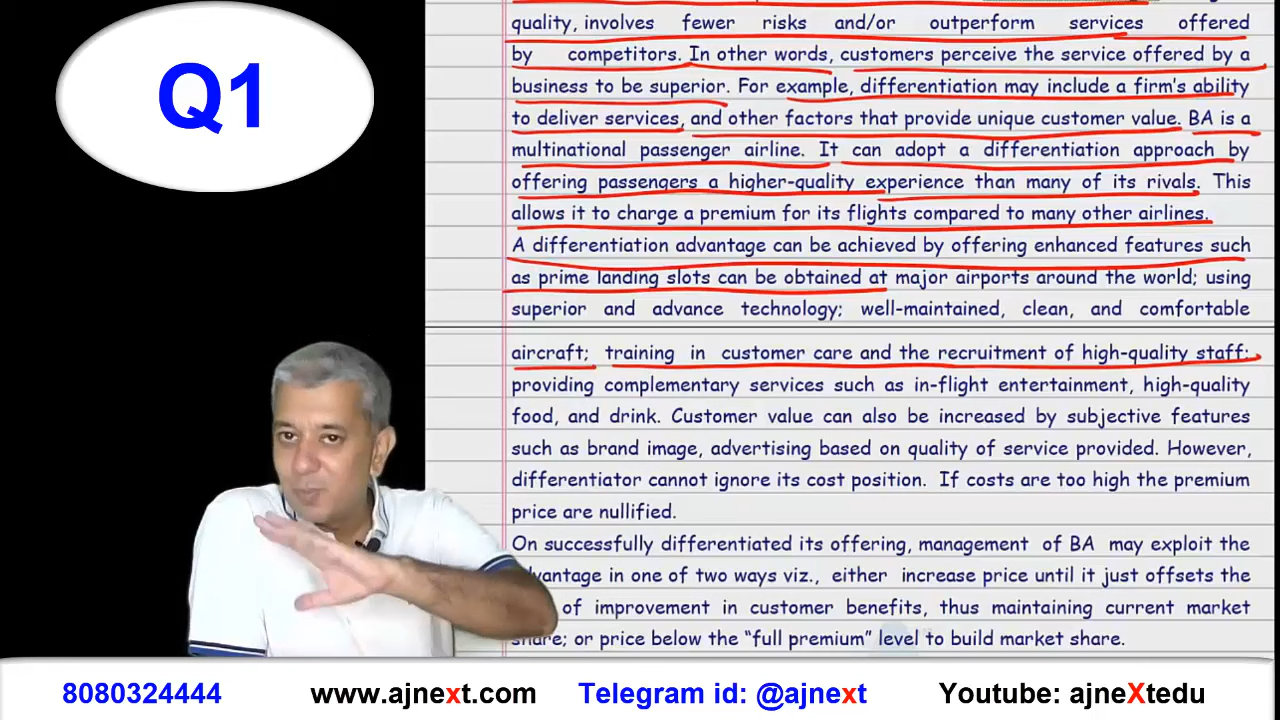 Q1
quality, involves fewer risks and/or outperform services offered
by competitors. In other words, customers perceive the service offered by a
business to be superior. For example, differentiation may include a firm's ability
to deliver services, and other factors that provide unique customer value. BA is a
multinational passenger airline. It can adopt a differentiation approach by
offering passengers a higher-quality experience than many of its rivals. This
allows it to charge a premium for its flights compared to many other airlines.
A differentiation advantage can be achieved by offering enhanced features such
as prime landing slots can be obtained at major airports around the world; using
superior and advance technology; well-maintained, clean, and comfortable
aircraft; training in customer care and the recruitment of high-quality staff;
providing complementary services such as in-flight entertainment, high-quality
food, and drink. Customer value can also be increased by subjective features
such as brand image, advertising based on quality of service provided. However,
differentiator cannot ignore its cost position. If costs are too high the premium
price are nullified.
On successfully differentiated its offering, management of BA may exploit the
advantage in one of two ways viz., either increase price until it just offsets the
of improvement in customer benefits, thus maintaining current market
share; or price below the “full premium” level to build market share.
8080324444 www.ajnext.com Telegram id: @ajnext Youtube: ajneXtedu